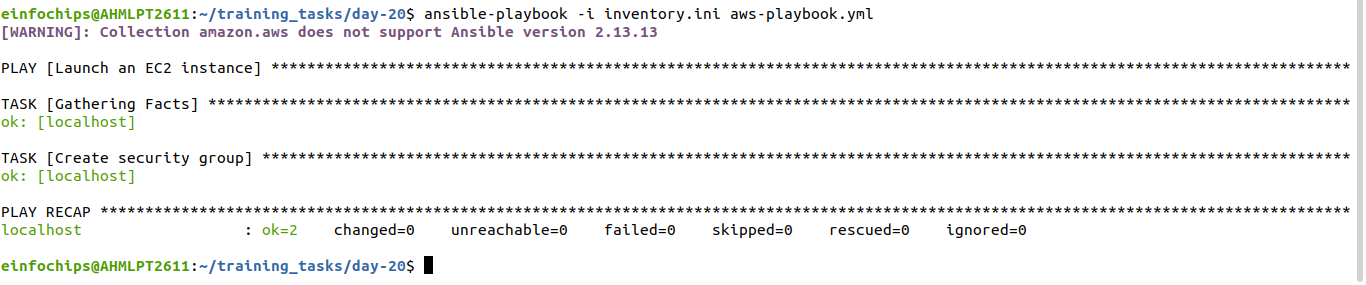 einfochips@AHMLPT2611:~/training_tasks/day-20$ ansible-playbook -i inventory.ini aws-playbook.yml
[WARNING]: Collection amazon.aws does not support Ansible version 2.13.13
PLAY [Launch an EC2 instance] ************************************************************************************************************************
TASK [Gathering Facts] *******************************************************************************************************************************
ok: [localhost]
TASK [Create security group] *************************************************************************************************************************
ok: [localhost]
PLAY RECAP *******************************************************************************************************************************************
localhost                  : ok=2    changed=0    unreachable=0    failed=0    skipped=0    rescued=0    ignored=0
einfochips@AHMLPT2611:~/training_tasks/day-20$